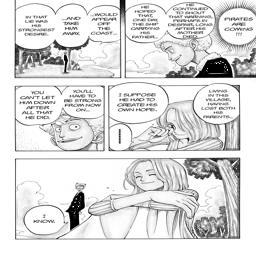 PIRATES
ARE
COMING
!!!
HE
CONTINUED
TO SHOUT
THAT WARNING,
PERHAPS IN
DESPAIR, LONG
AFTER HIS
MOTHER
DIED.
HE
HOPED
THAT
ONE DAY,
THE SHIP
CARRYING
HIS
FATHER...
...WOULD
APPEAR
OFF
THE
COAST...
...AND
TAKE
HIM
AWAY.
IN THAT
LIE WAS HIS
STRONGEST
DESIRE.
LIVING
IN THIS
VILLAGE,
HAVING
LOST BOTH
HIS
PARENTS...
I SUPPOSE
HE HAD TO
CREATE
HIS OWN
HOPE.
YOU'LL
HAVE TO
BE STRONG
FROM NOW
ON...
YOU CAN'T
LET HIM
DOWN
AFTER
ALL THAT
HE DID.
I
KNOW.